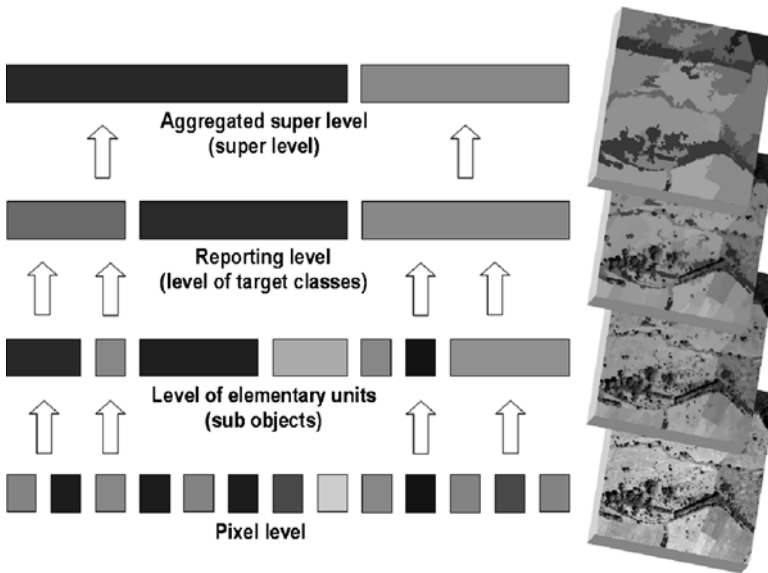 Aggregated super level
(super level)
Reporting level
(level of target classes)
Level of elementary units
(sub objects)
Pixel level